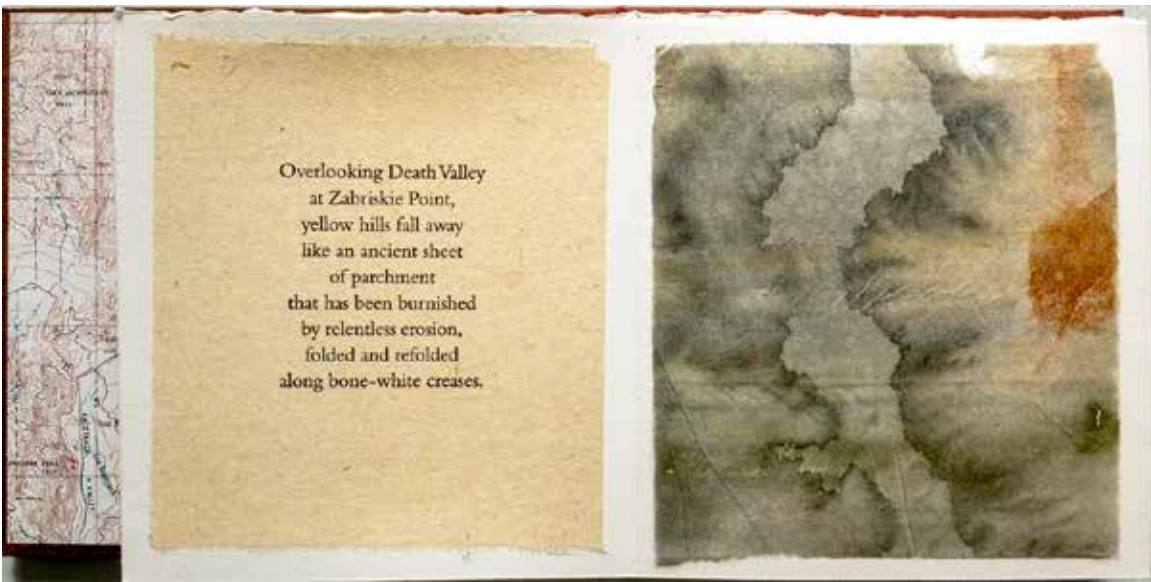 Overlooking Death Valley
at Zabriskie Point,
yellow hills fall away
like an ancient sheet
of parchment
that has been burnished
by relentless erosion,
folded and refolded
along bone-white creases.